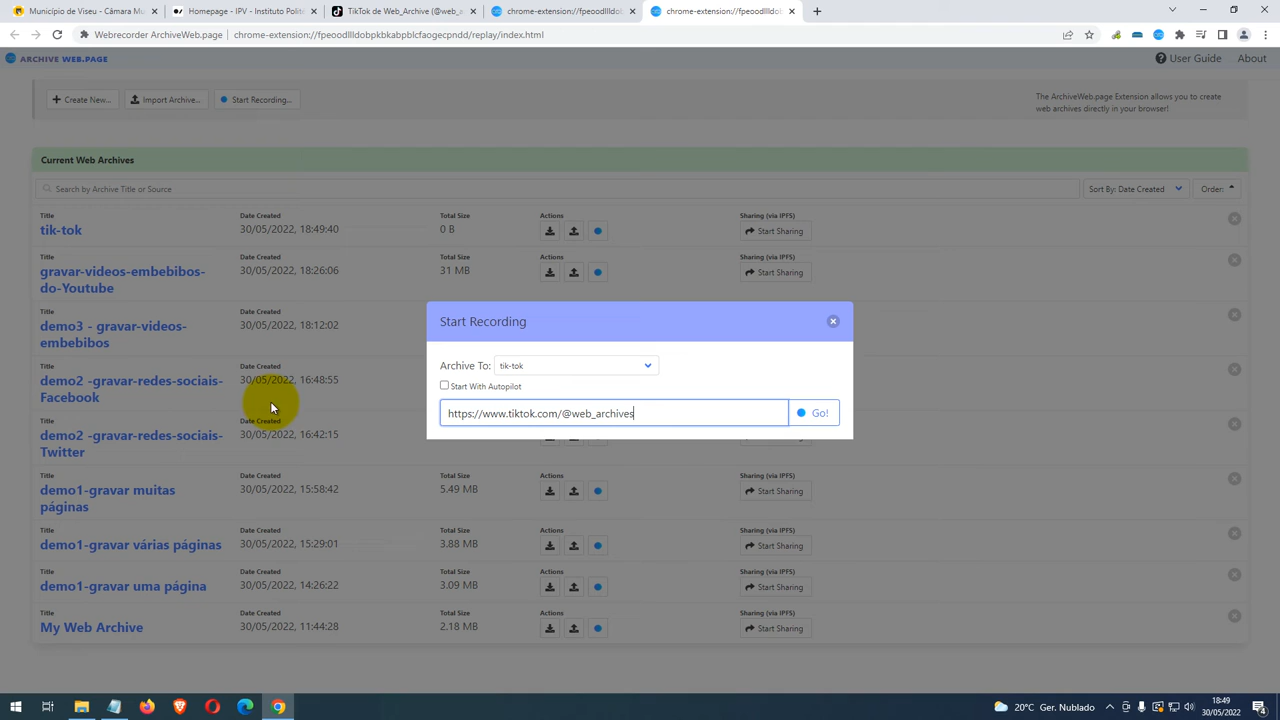 Município de Viseu - Câmara Mu
Homepage - IPV - Instituto Polité
TikTok de Web_Archive (@web_a
chrome-extension://fpeoodllldob
chrome-extension://fpeoodllldob
Webrecorder ArchiveWeb.page
chrome-extension://fpeoodllldobpkbkabpblcfaogecpndd/replay/index.html
ARCHIVE WEB.PAGE
User Guide
About
Create New...
Import Archive...
Start Recording...
The ArchiveWeb.page Extension allows you to create
web archives directly in your browser!
Current Web Archives
Search by Archive Title or Source
Sort By: Date Created
Order:
Title
Date Created
Total Size
Actions
Sharing (via IPFS)
tik-tok
30/05/2022, 18:49:40
0 B
Start Sharing
Title
Date Created
Total Size
Actions
Sharing (via IPFS)
gravar-videos-embebibos-
do-Youtube
30/05/2022, 18:26:06
31 MB
Start Sharing
Title
Date Created
demo3 - gravar-videos-
embebibos
30/05/2022, 18:12:02
Title
Date Created
demo2 -gravar-redes-sociais-
Facebook
30/05/2022, 16:48:55
Title
Date Created
demo2 -gravar-redes-sociais-
Twitter
30/05/2022, 16:42:15
Start Recording
Archive To:
tik-tok
Start With Autopilot
https://www.tiktok.com/@web_archives
Go!
Title
Date Created
Total Size
Actions
Sharing (via IPFS)
demo1-gravar muitas
páginas
30/05/2022, 15:58:42
5.49 MB
Start Sharing
Title
Date Created
Total Size
Actions
Sharing (via IPFS)
demo1-gravar várias páginas
30/05/2022, 15:29:01
3.88 MB
Start Sharing
Title
Date Created
Total Size
Actions
Sharing (via IPFS)
demo1-gravar uma página
30/05/2022, 14:26:22
3.09 MB
Start Sharing
Title
Date Created
Total Size
Actions
Sharing (via IPFS)
My Web Archive
30/05/2022, 11:44:28
2.18 MB
Start Sharing
20°C Ger. Nublado
18:49
30/05/2022
4